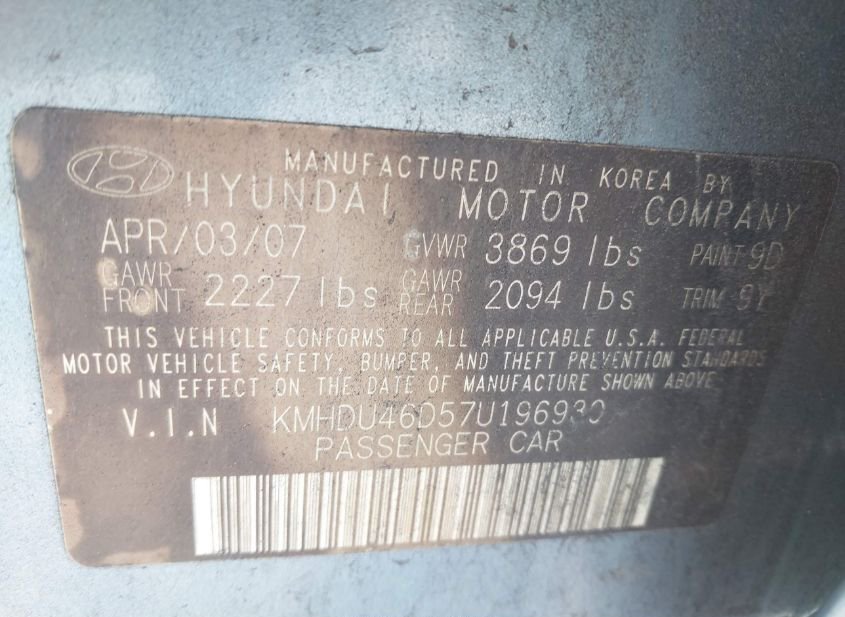 MANUFACTURED IN KOREA BY
HYUNDAI MOTOR COMPANY
APR/03/07 GVWR 3869 lbs PAINT 9D
GAWR FRONT 2227 lbs GAWR REAR 2094 lbs TRIM 9Y
THIS VEHICLE CONFORMS TO ALL APPLICABLE U.S.A. FEDERAL
MOTOR VEHICLE SAFETY, BUMPER, AND THEFT PREVENTION STANDARDS
IN EFFECT ON THE DATE OF MANUFACTURE SHOWN ABOVE.
V.I.N KMHDU46D57U196930
PASSENGER CAR